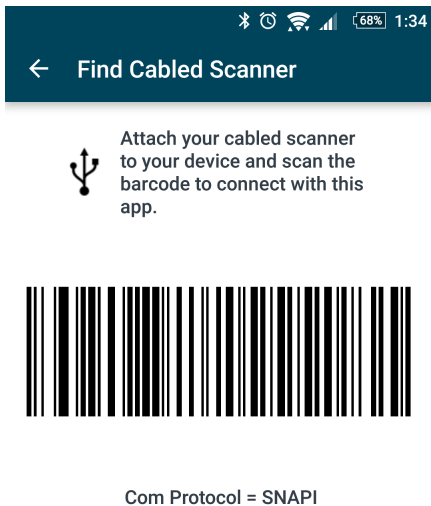 68% 1:34
Find Cabled Scanner
Attach your cabled scanner
to your device and scan the
barcode to connect with this
app.
Com Protocol = SNAPI